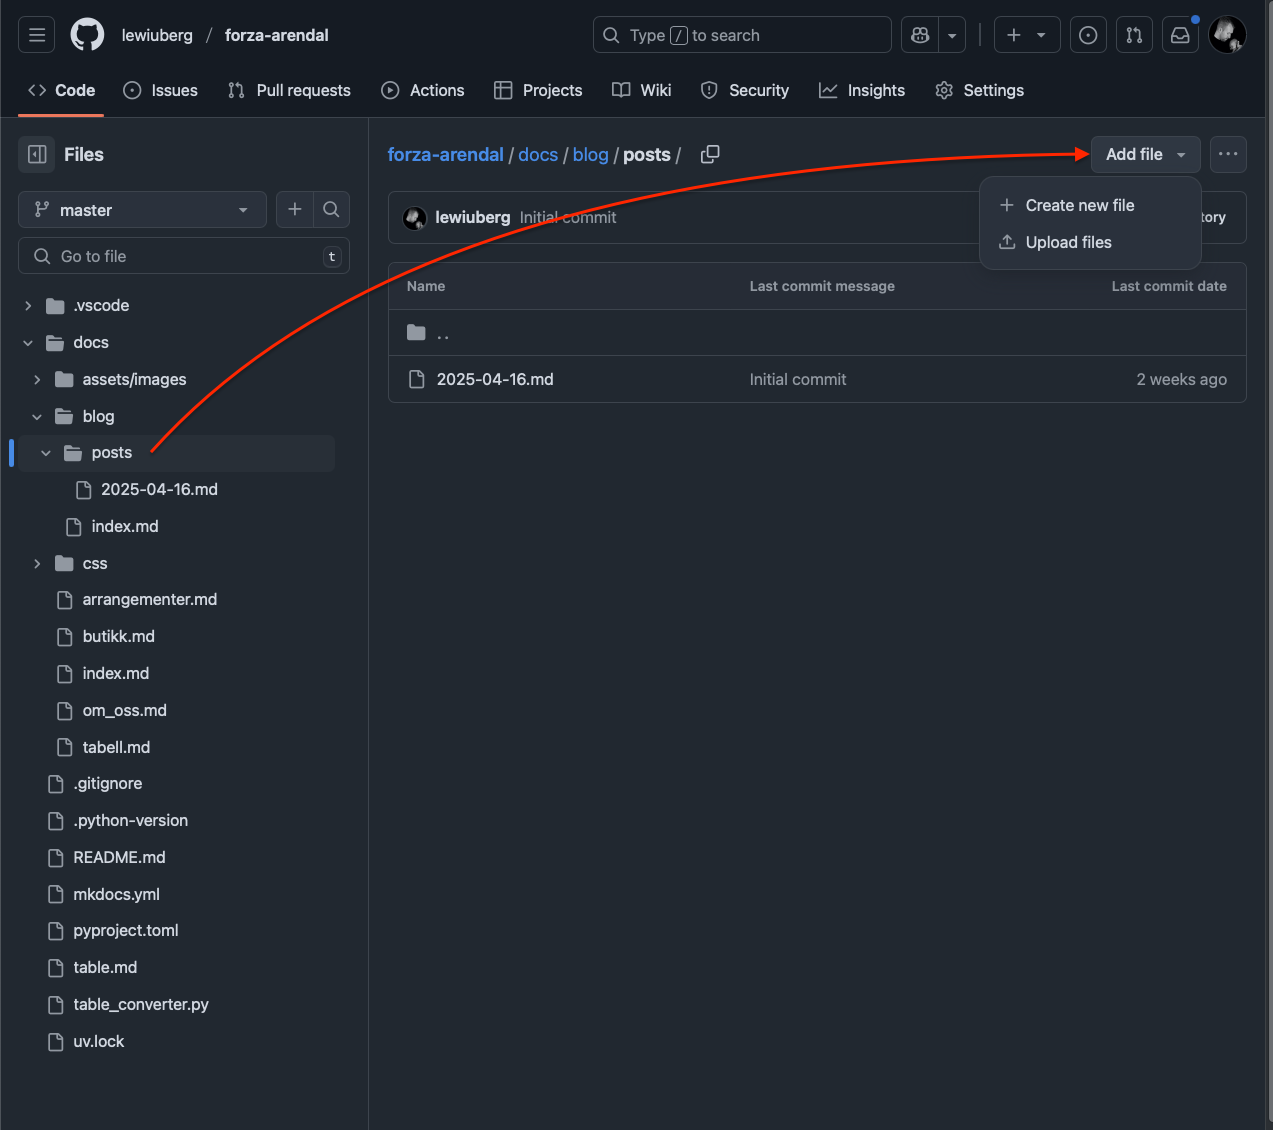 lewiuberg / forza-arendal
Type / to search
Code
Issues
Pull requests
Actions
Projects
Wiki
Security
Insights
Settings
Files
master
Go to file
t
.vscode
docs
assets/images
blog
posts
2025-04-16.md
index.md
css
arrangementer.md
butikk.md
index.md
om_oss.md
tabell.md
.gitignore
.python-version
README.md
mkdocs.yml
pyproject.toml
table.md
table_converter.py
uv.lock
forza-arendal / docs / blog / posts /
Add file
Create new file
Upload files
lewiuberg Initial commit
tory
Name Last commit message Last commit date
..
2025-04-16.md Initial commit 2 weeks ago